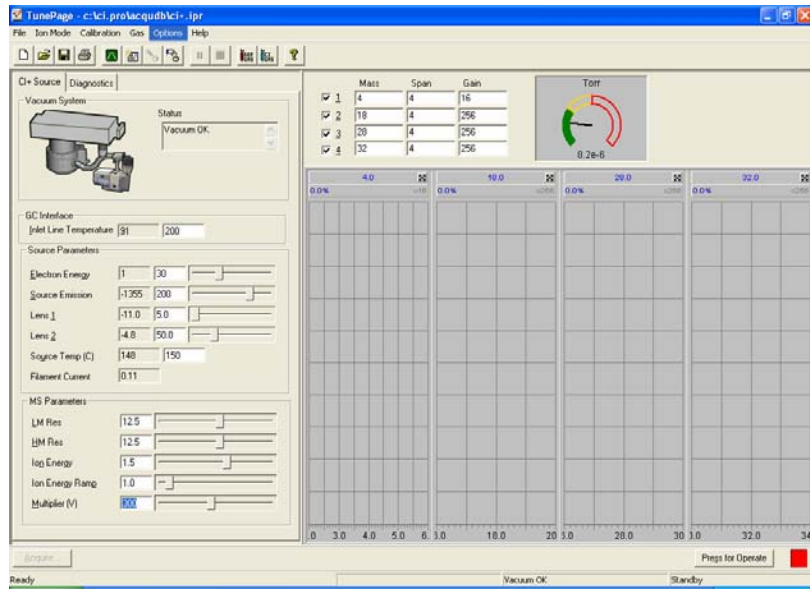 TunePage - c:\ci.pro\acqudb\ci+.ipr
File Ion Mode Calibration Gas Options Help
CI+ Source Diagnostics
Vacuum System
Status
Vacuum OK
GC Interface
Inlet Line Temperature 91 200
Source Parameters
Electron Energy 1 30
Source Emission -1355 200
Lens 1 -11.0 5.0
Lens 2 -4.8 50.0
Source Temp (C) 148 150
Filament Current 0.11
MS Parameters
LM Res 12.5
HM Res 12.5
Ion Energy 1.5
Ion Energy Ramp 1.0
Multiplier (V) 300
Mass Span Gain
1 4 4 16
2 18 4 256
3 28 4 256
4 32 4 256
Torr
8.2e-6
4.0
0.0% x16
0.0% x256
0.0% x256
32.0
0.0% x256
.0 3.0 4.0 5.0 6.
18.0 20
28.0 30
32.0 34
Acquire...
Press for Operate
Ready
Vacuum OK
Standby